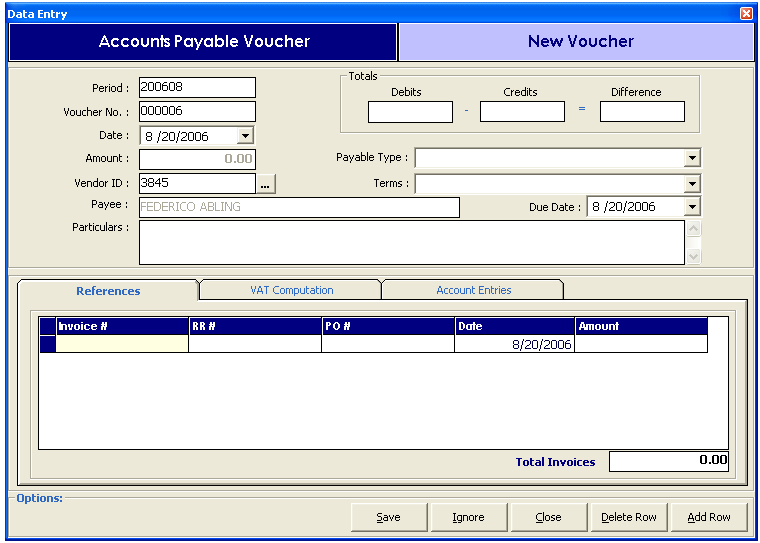 Data Entry
Accounts Payable Voucher New Voucher
Period : 200608
Totals
Debits Credits Difference
- =
Voucher No. : 000006
Date : 8 /20/2006
Amount : 0.00
Payable Type :
Vendor ID : 3845 ...
Terms :
Payee : FEDERICO ABLING
Due Date : 8 /20/2006
Particulars :
References VAT Computation Account Entries
Invoice # RR # PO # Date Amount
8/20/2006
Total Invoices 0.00
Options:
Save Ignore Close Delete Row Add Row